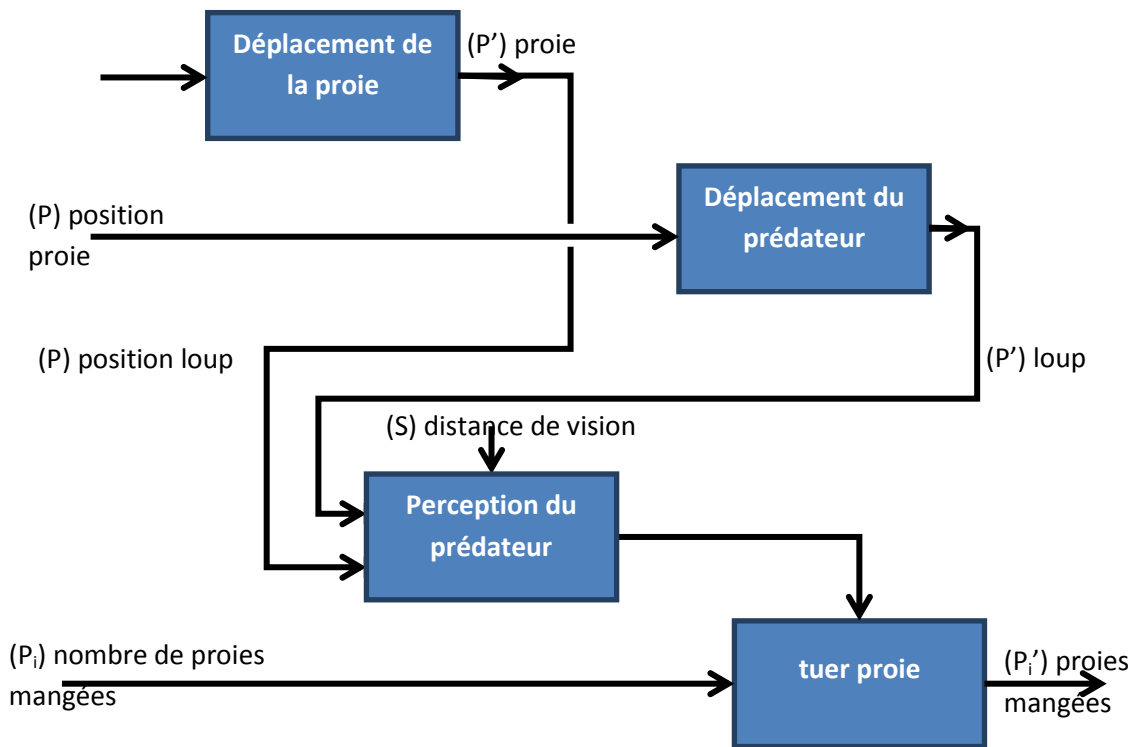 Déplacement de
la proie
(P’) proie
(P) position
proie
Déplacement du
prédateur
(P) position loup
(P’) loup
(S) distance de vision
Perception du
prédateur
(Pᵢ) nombre de proies
mangées
tuer proie
(Pᵢ’) proies
mangées